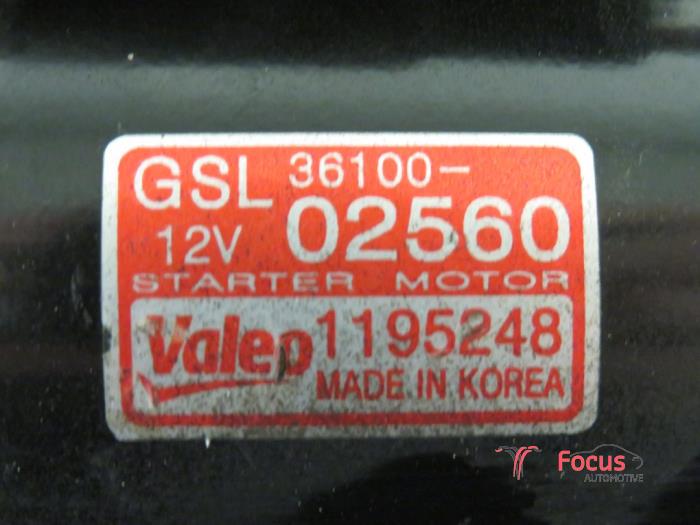 GSL 36100-
12V 02560
STARTER MOTOR
Valeo 1195248
MADE IN KOREA
Focus
AUTOMOTIVE